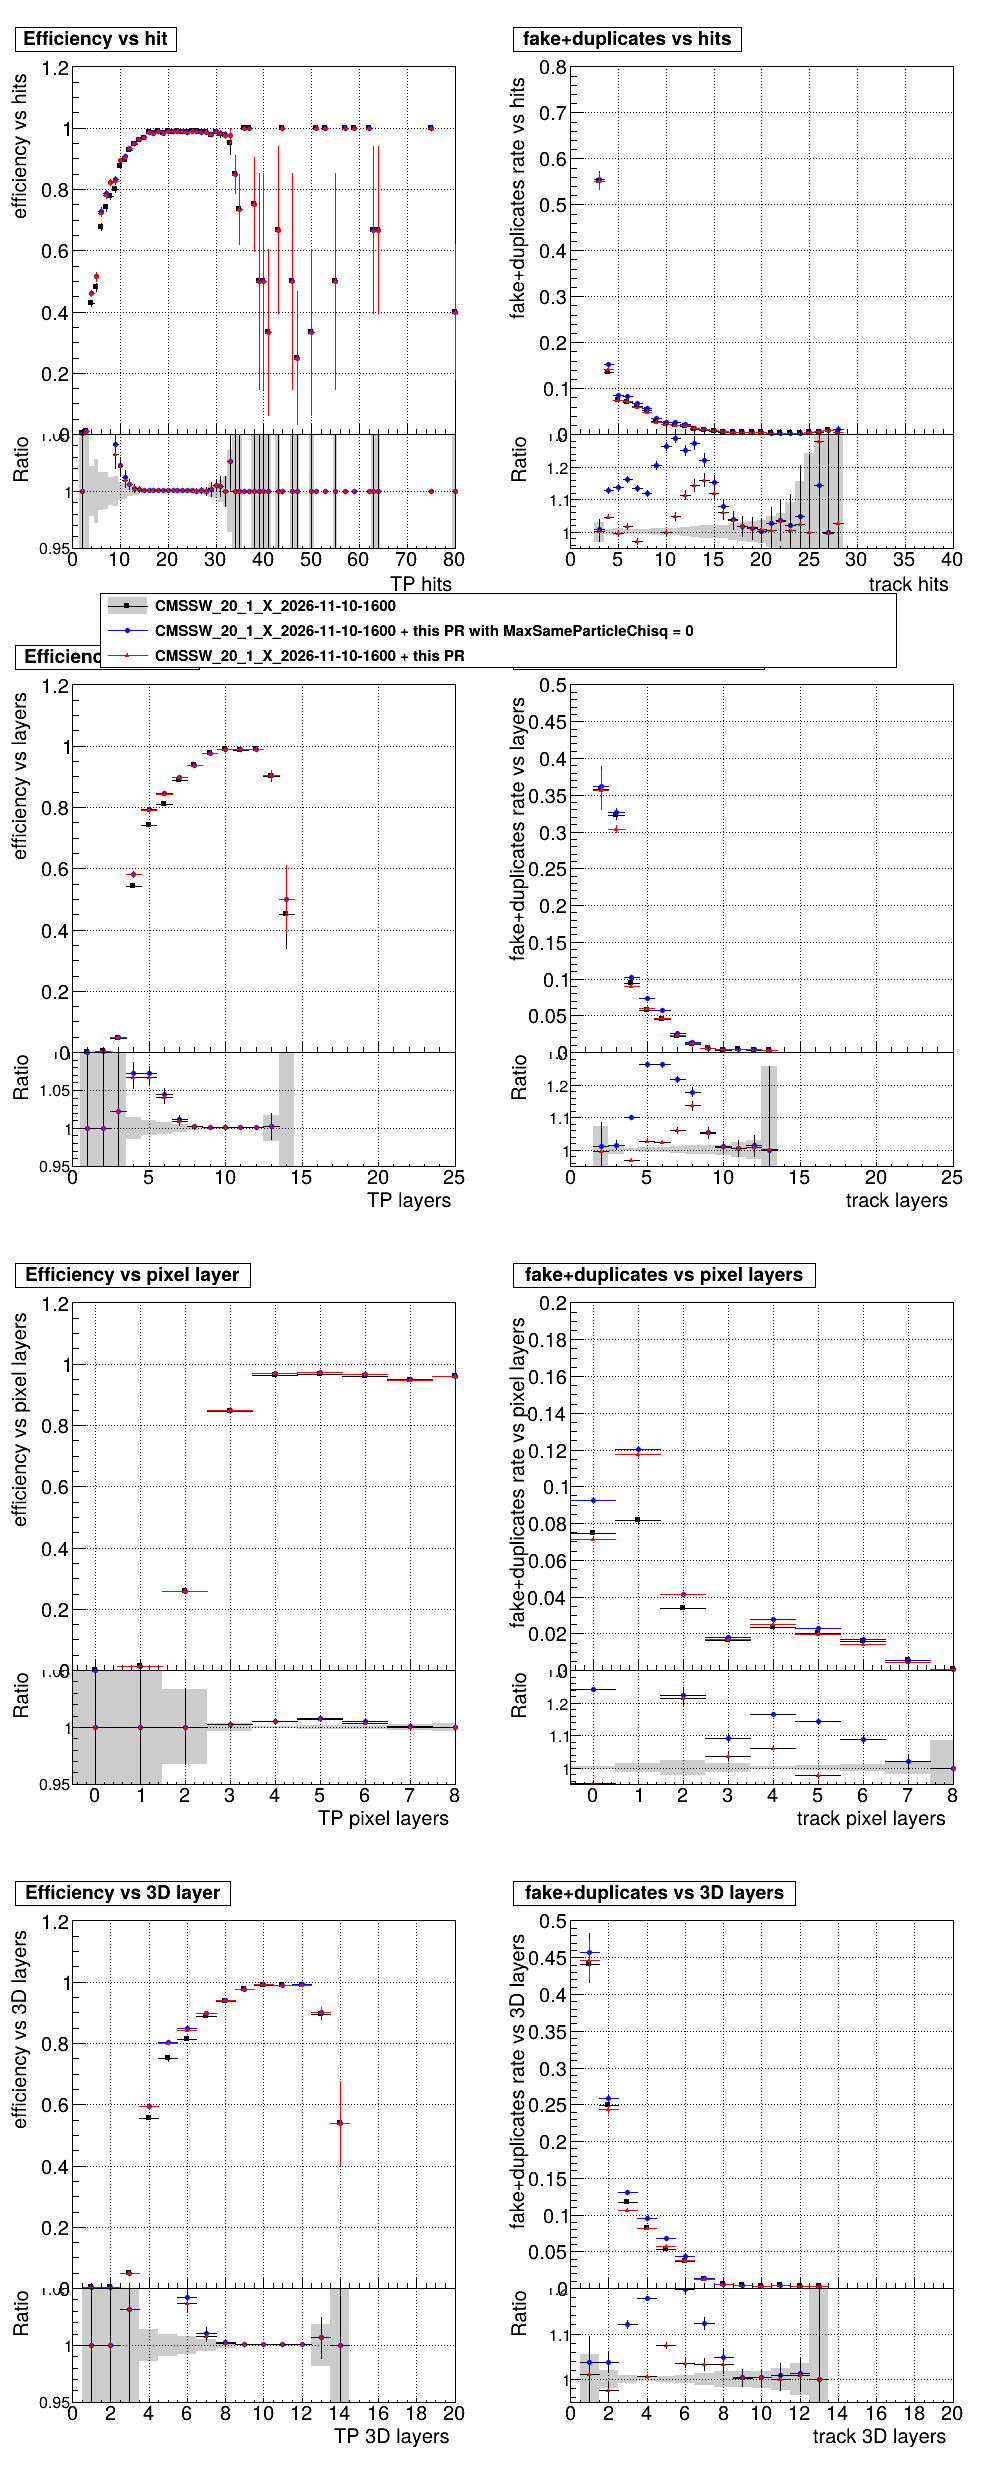 Efficiency vs hit
fake+duplicates vs hits
efficiency vs hits
1.2
1
0.8
0.6
0.4
0.2
0
Ratio
1
0.95
0 10 20 30 40 50 60 70 80
TP hits
fake+duplicates rate vs hits
0.8
0.7
0.6
0.5
0.4
0.3
0.2
0.1
0
Ratio
1.2
1.1
1
0 5 10 15 20 25 30 35 40
track hits
CMSSW_20_1_X_2026-11-10-1600
CMSSW_20_1_X_2026-11-10-1600 + this PR with MaxSameParticleChisq = 0
CMSSW_20_1_X_2026-11-10-1600 + this PR
efficiency vs layers
1.2
1
0.8
0.6
0.4
0.2
0
Ratio
1.05
1
0.95
0 5 10 15 20 25
TP layers
fake+duplicates rate vs layers
0.5
0.45
0.4
0.35
0.3
0.25
0.2
0.15
0.1
0.05
0
Ratio
1.2
1.1
1
0 5 10 15 20 25
track layers
Efficiency vs pixel layer
fake+duplicates vs pixel layers
efficiency vs pixel layers
1.2
1
0.8
0.6
0.4
0.2
0
Ratio
1
0.95
0 1 2 3 4 5 6 7 8
TP pixel layers
fake+duplicates rate vs pixel layers
0.2
0.18
0.16
0.14
0.12
0.1
0.08
0.06
0.04
0.02
0
Ratio
1.2
1.1
1
0 1 2 3 4 5 6 7 8
track pixel layers
Efficiency vs 3D layer
fake+duplicates vs 3D layers
efficiency vs 3D layers
1.2
1
0.8
0.6
0.4
0.2
0
Ratio
1
0.95
0 2 4 6 8 10 12 14 16 18 20
TP 3D layers
fake+duplicates rate vs 3D layers
0.5
0.45
0.4
0.35
0.3
0.25
0.2
0.15
0.1
0.05
0
Ratio
1.1
1
0 2 4 6 8 10 12 14 16 18 20
track 3D layers